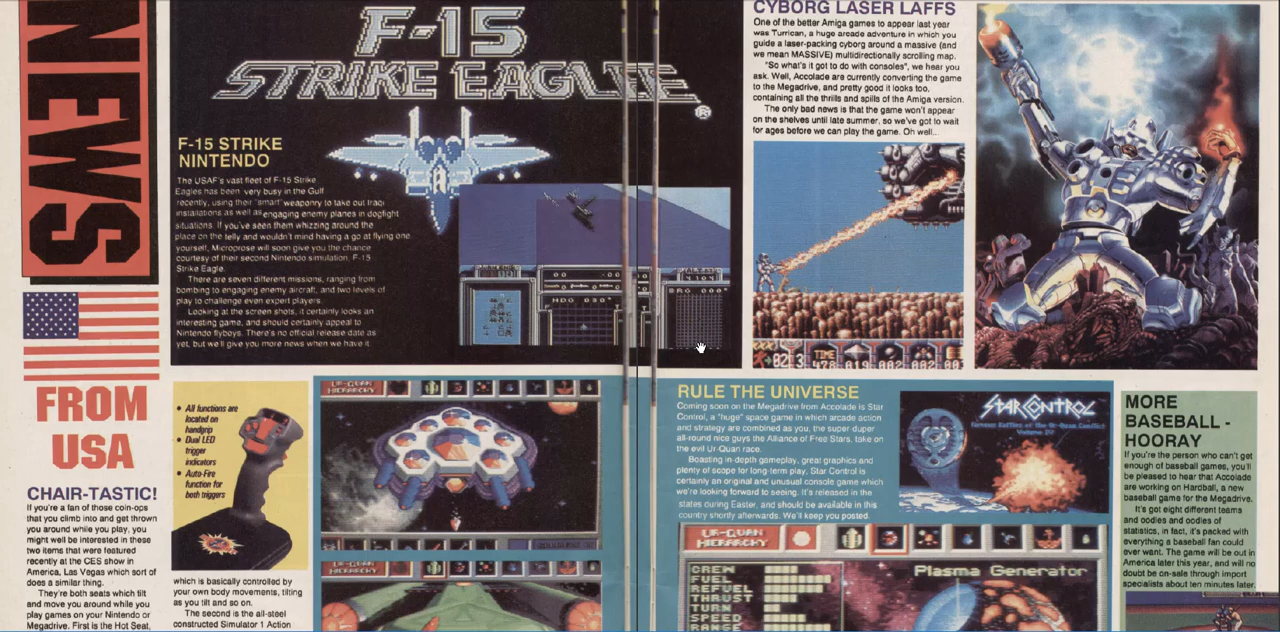 NEWS
FROM
USA
CHAIR-TASTIC!
If you're a fan of those coin-ops
that you climb into and get thrown
you around while you play, you
might well be interested in these
two items that were featured
recently at the CES show in
America, Las Vegas which sort of
does a similar thing.
They're both seats which tilt
and move you around while you
play games on your Nintendo or
Megadrive. First is the Hot Seat,
F-15
STRIKE EAGLE
®
F-15 STRIKE
NINTENDO
The USAF's vast fleet of F-15 Strike
Eagles has been very busy in the Gulf
recently, using their "smart" weaponry to take out Iraqi
installations as well as engaging enemy planes in dogfight
situations. If you've seen them whizzing around the
place on the telly and wouldn't mind having a go at flying one
yourself, Microprose will soon give you the chance
courtesy of their second Nintendo simulation, F-15
Strike Eagle.
There are seven different missions, ranging from
bombing to engaging enemy aircraft, and two levels of
play to challenge even expert players.
Looking at the screen shots, it certainly looks an
interesting game, and should certainly appeal to
Nintendo flyboys. There's no official release date as
yet, but we'll give you more news when we have it.
HDG 030°
BRG 000°
• All functions are
located on
handgrip
• Dual LED
trigger
indicators
• Auto-Fire
function for
both triggers
which is basically controlled by
your own body movements, tilting
as you tilt and so on.
The second is the all-steel
constructed Simulator 1 Action
UR-QUAN
HIERARCHY
UR-QUAN
HIERARCHY
CYBORG LASER LAFFS
One of the better Amiga games to appear last year
was Turrican, a huge arcade adventure in which you
guide a laser-packing cyborg around a massive (and
we mean MASSIVE) multidirectionally scrolling map.
"So what's it got to do with consoles", we hear you
ask. Well, Accolade are currently converting the game
to the Megadrive, and pretty good it looks too,
containing all the thrills and spills of the Amiga version.
The only bad news is that the game won't appear
on the shelves until late summer, so we've got to wait
for ages before we can play the game. Oh well...
TIME
478 019
RULE THE UNIVERSE
Coming soon on the Megadrive from Accolade is Star
Control, a "huge" space game in which arcade action
and strategy are combined as you, the super-duper
all-round nice guys the Alliance of Free Stars, take on
the evil Ur-Quan race.
Boasting in-depth gameplay, great graphics and
plenty of scope for long-term play, Star Control is
certainly an original and unusual console game which
we're looking forward to seeing. It's released in the
states during Easter, and should be available in this
country shortly afterwards. We'll keep you posted.
STAR CONTROL
Famous Battles of the Ur-Quan Conflict
Volume IV
UR-QUAN
HIERARCHY
CREW
FUEL
REFUEL
THRUST
TURN
SPEED
RANGE
Plasma Generator
MORE
BASEBALL -
HOORAY
If you're the person who can't get
enough of baseball games, you'll
be pleased to hear that Accolade
are working on Hardball, a new
baseball game for the Megadrive.
It's got eight different teams
and oodles and oodles of
statistics, in fact, it's packed with
everything a baseball fan could
ever want. The game will be out in
America later this year, and will no
doubt be on-sale through import
specialists about ten minutes later.